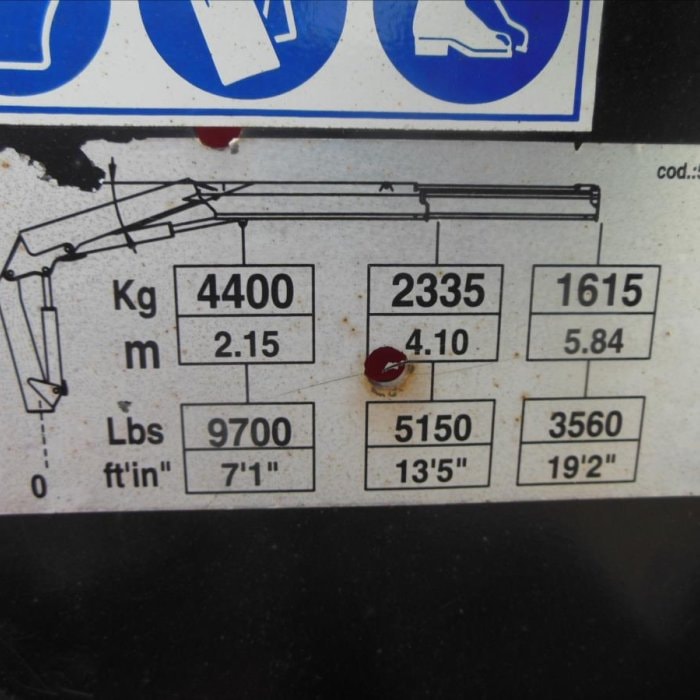 cod.:
Kg 4400 2335 1615
m 2.15 4.10 5.84
Lbs 9700 5150 3560
ft'in" 7'1" 13'5" 19'2"
0